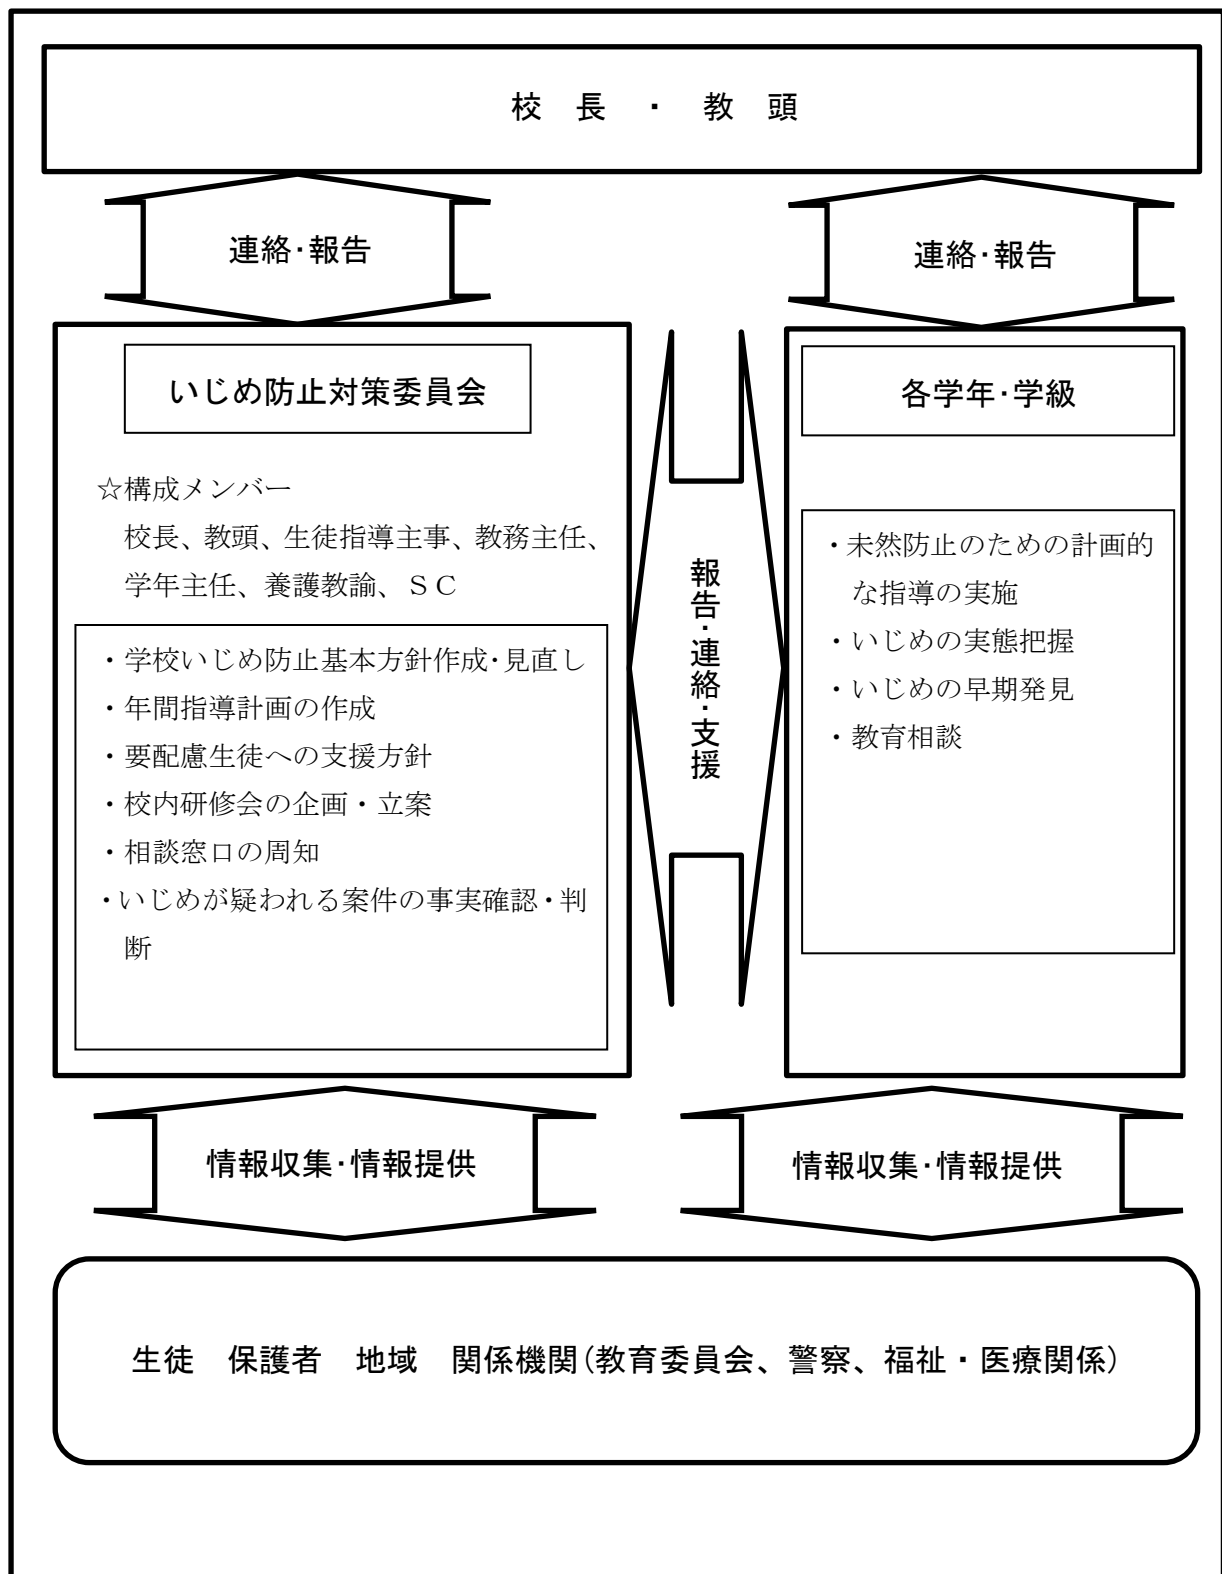 校　長　・　教　頭
連絡・報告
連絡・報告
いじめ防止対策委員会
☆構成メンバー
校長、教頭、生徒指導主事、教務主任、
学年主任、養護教諭、ＳＣ
・学校いじめ防止基本方針作成・見直し
・年間指導計画の作成
・要配慮生徒への支援方針
・校内研修会の企画・立案
・相談窓口の周知
・いじめが疑われる案件の事実確認・判
断
報告・連絡・支援
各学年・学級
・未然防止のための計画的
な指導の実施
・いじめの実態把握
・いじめの早期発見
・教育相談
情報収集・情報提供
情報収集・情報提供
生徒　保護者　地域　関係機関(教育委員会、警察、福祉・医療関係)